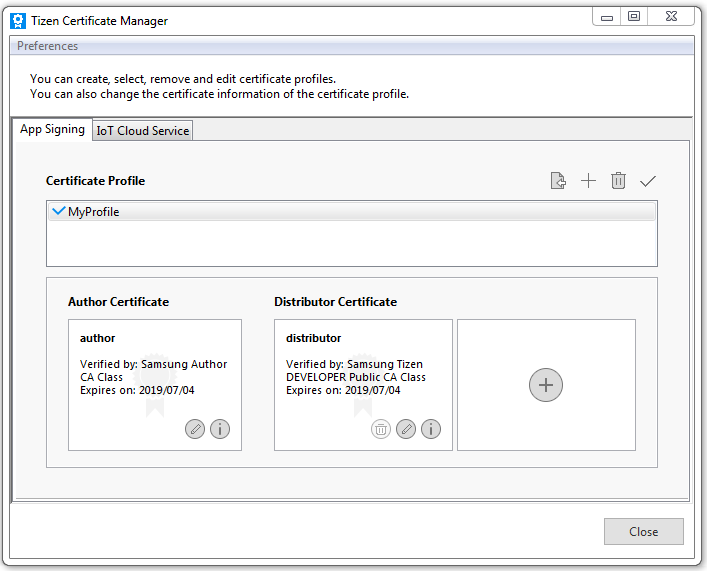 Tizen Certificate Manager
Preferences
You can create, select, remove and edit certificate profiles.
You can also change the certificate information of the certificate profile.
App Signing
IoT Cloud Service
Certificate Profile
MyProfile
Author Certificate
Distributor Certificate
author
Verified by: Samsung Author
CA Class
Expires on: 2019/07/04
distributor
Verified by: Samsung Tizen
DEVELOPER Public CA Class
Expires on: 2019/07/04
Close